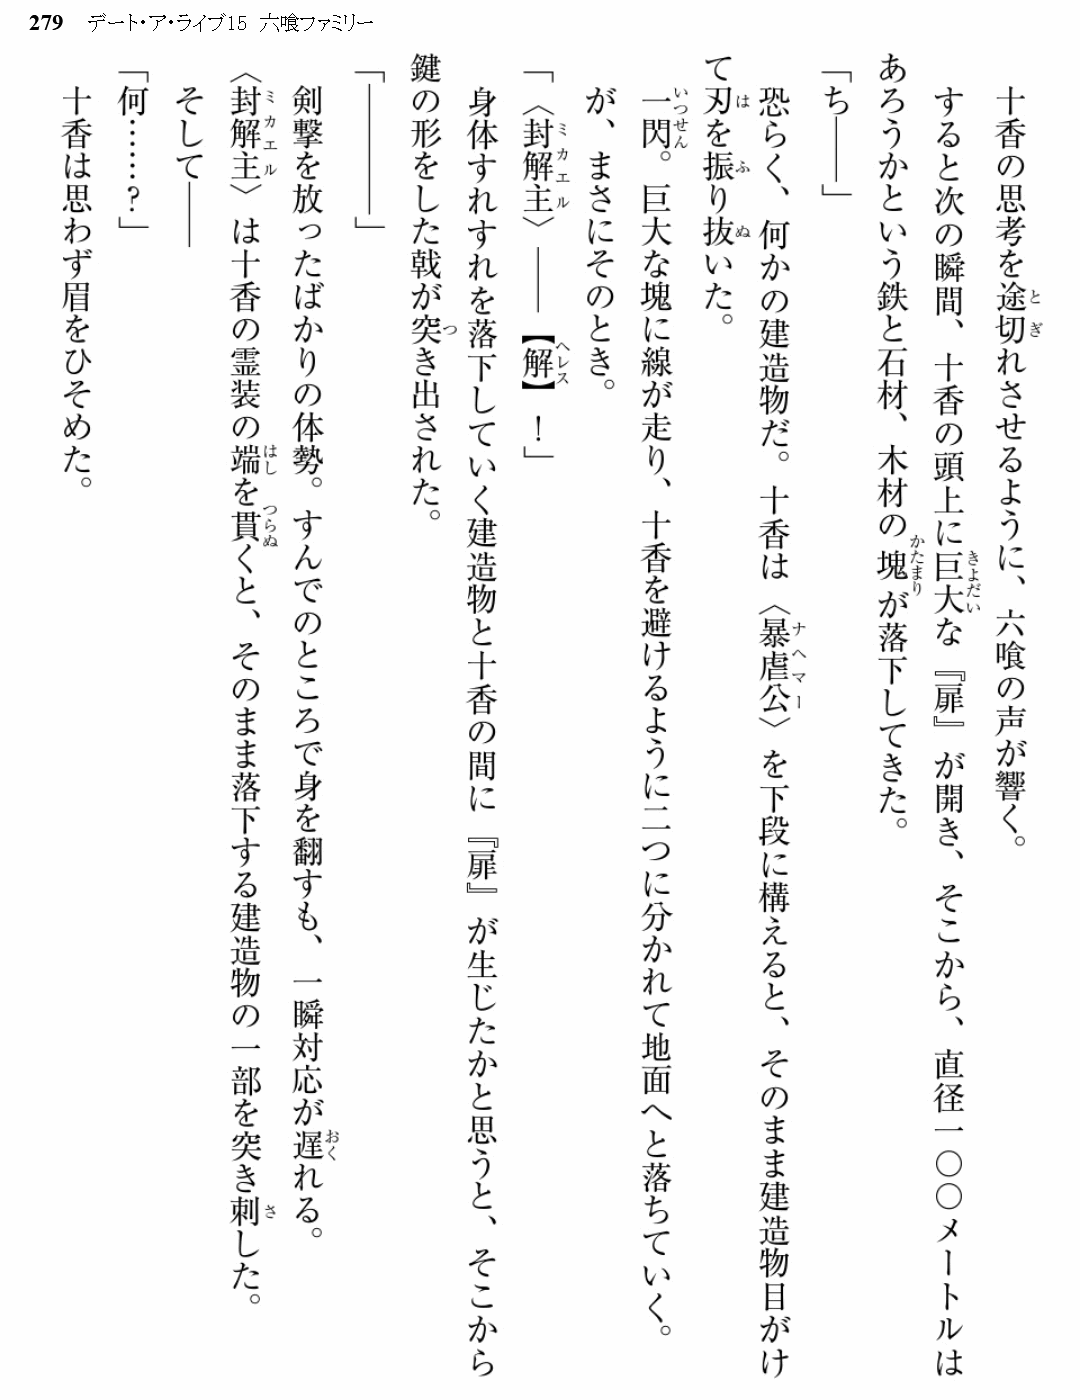 279 デート・ア・ライブ15 六喰ファミリー
十香の思考を途切れさせるように、六喰の声が響く。
すると次の瞬間、十香の頭上に巨大な『扉』が開き、そこから、直径一〇〇メートルは
あろうかという鉄と石材、木材の塊が落下してきた。
「ち――」
恐らく、何かの建造物だ。十香は〈暴虐公〉を下段に構えると、そのまま建造物目がけ
て刃を振り抜いた。
一閃。巨大な塊に線が走り、十香を避けるように二つに分かれて地面へと落ちていく。
が、まさにそのとき。
「〈封解主〉――【解】！」
身体すれすれを落下していく建造物と十香の間に『扉』が生じたかと思うと、そこから
鍵の形をした戟が突き出された。
「――――」
剣撃を放ったばかりの体勢。すんでのところで身を翻すも、一瞬対応が遅れる。
〈封解主〉は十香の霊装の端を貫くと、そのまま落下する建造物の一部を突き刺した。
そして――
「何……？」
十香は思わず眉をひそめた。